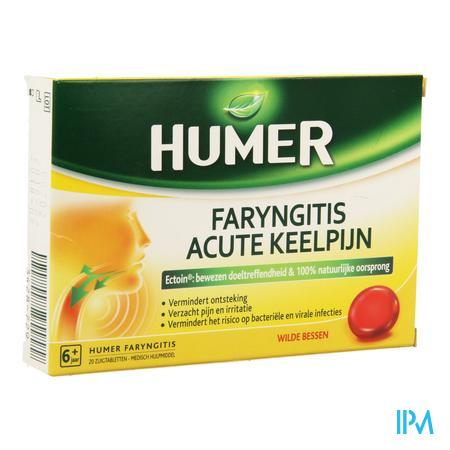 HUMER
FARYNGITIS
ACUTE KEELPIJN
Ectoin®: bewezen doeltreffendheid & 100% natuurlijke oorsprong
• Vermindert ontsteking
• Verzacht pijn en irritatie
• Vermindert het risico op bacteriële en virale infecties
WILDE BESSEN
6+
jaar
HUMER FARYNGITIS
20 ZUIGTABLETTEN - MEDISCH HULPMIDDEL
LOT
IPM